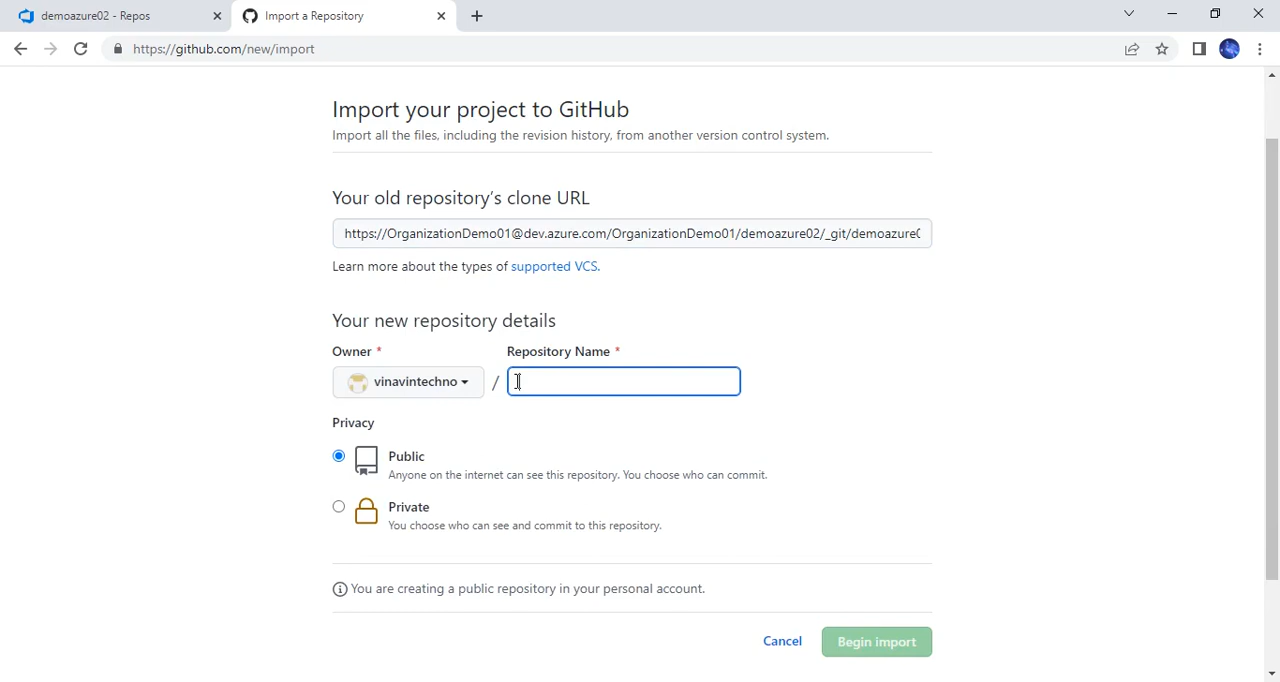 demoazure02 - Repos
Import a Repository
https://github.com/new/import
Import your project to GitHub
Import all the files, including the revision history, from another version control system.
Your old repository's clone URL
https://OrganizationDemo01@dev.azure.com/OrganizationDemo01/demoazure02/_git/demoazure
Learn more about the types of supported VCS.
Your new repository details
Owner * Repository Name *
vinavintechno /
Privacy
Public
Anyone on the internet can see this repository. You choose who can commit.
Private
You choose who can see and commit to this repository.
You are creating a public repository in your personal account.
Cancel Begin import